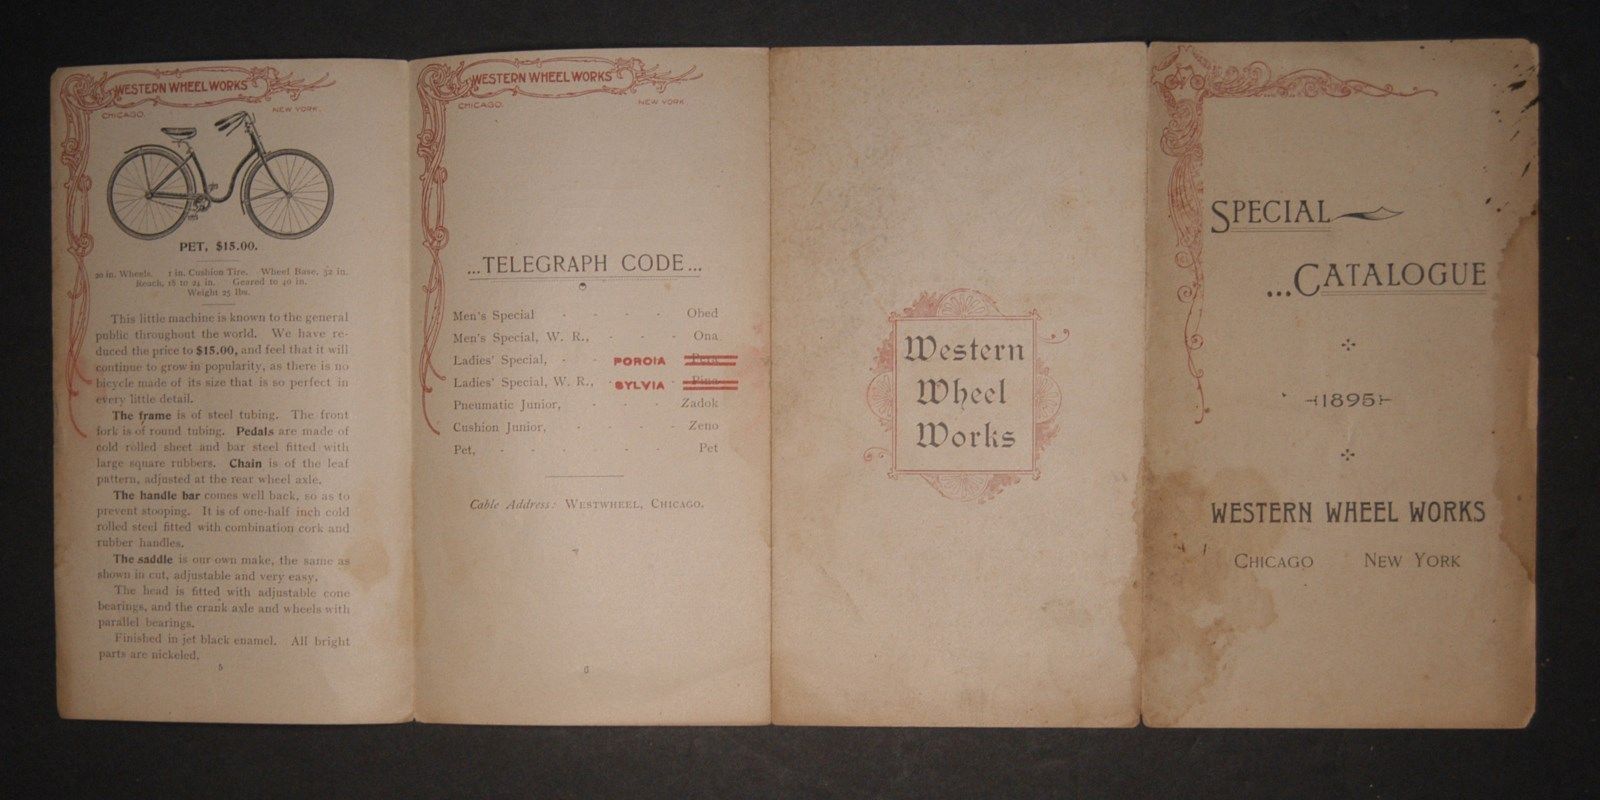 WESTERN WHEEL WORKS
CHICAGO. NEW YORK.
PET, $15.00.
20 in. Wheels. 1 in. Cushion Tire. Wheel Base, 32 in.
Reach, 18 to 24 in. Geared to 40 in.
Weight 25 lbs.
This little machine is known to the general
public throughout the world. We have re-
duced the price to $15.00, and feel that it will
continue to grow in popularity, as there is no
bicycle made of its size that is so perfect in
every little detail.
The frame is of steel tubing. The front
fork is of round tubing. Pedals are made of
cold rolled sheet and bar steel fitted with
large square rubbers. Chain is of the leaf
pattern, adjusted at the rear wheel axle.
The handle bar comes well back, so as to
prevent stooping. It is of one-half inch cold
rolled steel fitted with combination cork and
rubber handles.
The saddle is our own make, the same as
shown in cut, adjustable and very easy.
The head is fitted with adjustable cone
bearings, and the crank axle and wheels with
parallel bearings.
Finished in jet black enamel. All bright
parts are nickeled.
5
WESTERN WHEEL WORKS
CHICAGO. NEW YORK
...TELEGRAPH CODE...
Men's Special - - - - Obed
Men's Special, W. R., - - - Ona
Ladies' Special, - - POROIA
Ladies' Special, W. R., - SYLVIA -
Pneumatic Junior, - - - Zadok
Cushion Junior, - - - - Zeno
Pet, - - - - - - Pet
Cable Address: WESTWHEEL, CHICAGO.
6
Western
Wheel
Works
SPECIAL
...CATALOGUE
1895
WESTERN WHEEL WORKS
CHICAGO NEW YORK